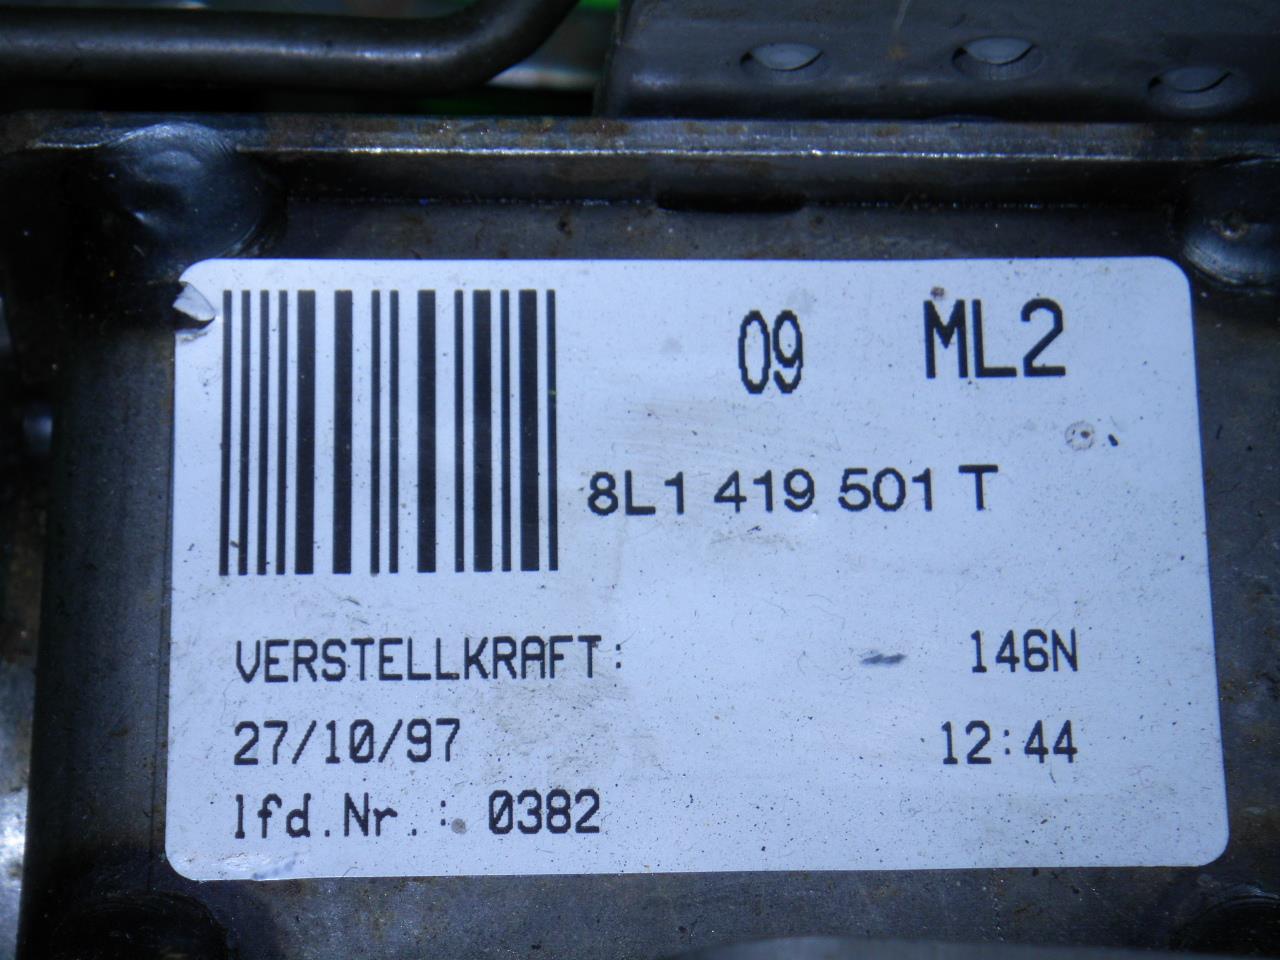 09 ML2
8L1 419 501 T
VERSTELLKRAFT: 146N
27/10/97 12:44
lfd.Nr.: 0382